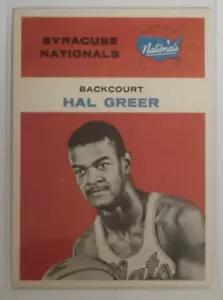 SYRACUSE
NATIONALS
Nationals
BACKCOURT
HAL GREER